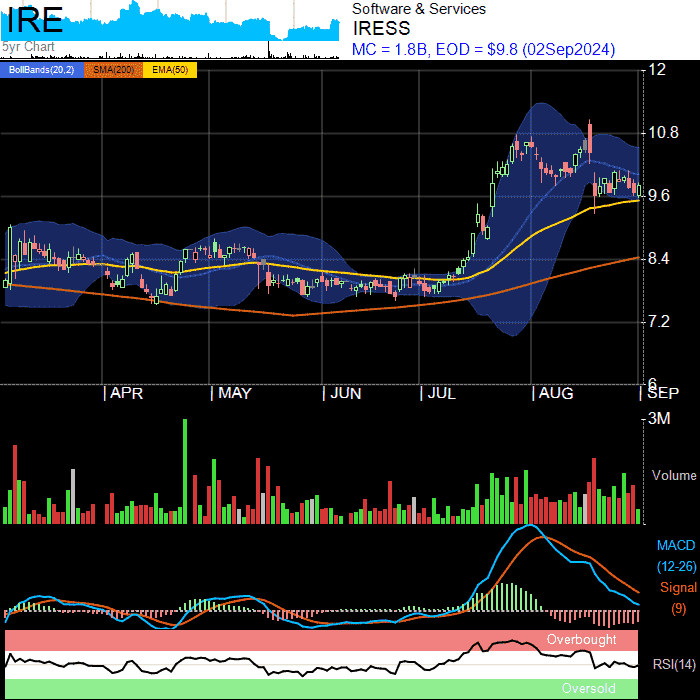 IRE
5yr Chart
Software & Services
IRESS
MC = 1.8B, EOD = $9.8 (02Sep2024)
BollBands(20,2) SMA(200) EMA(50)
12
10.8
9.6
8.4
7.2
6
APR MAY JUN JUL AUG SEP
3M
Volume
MACD
(12-26)
Signal
(9)
Overbought
RSI(14)
Oversold